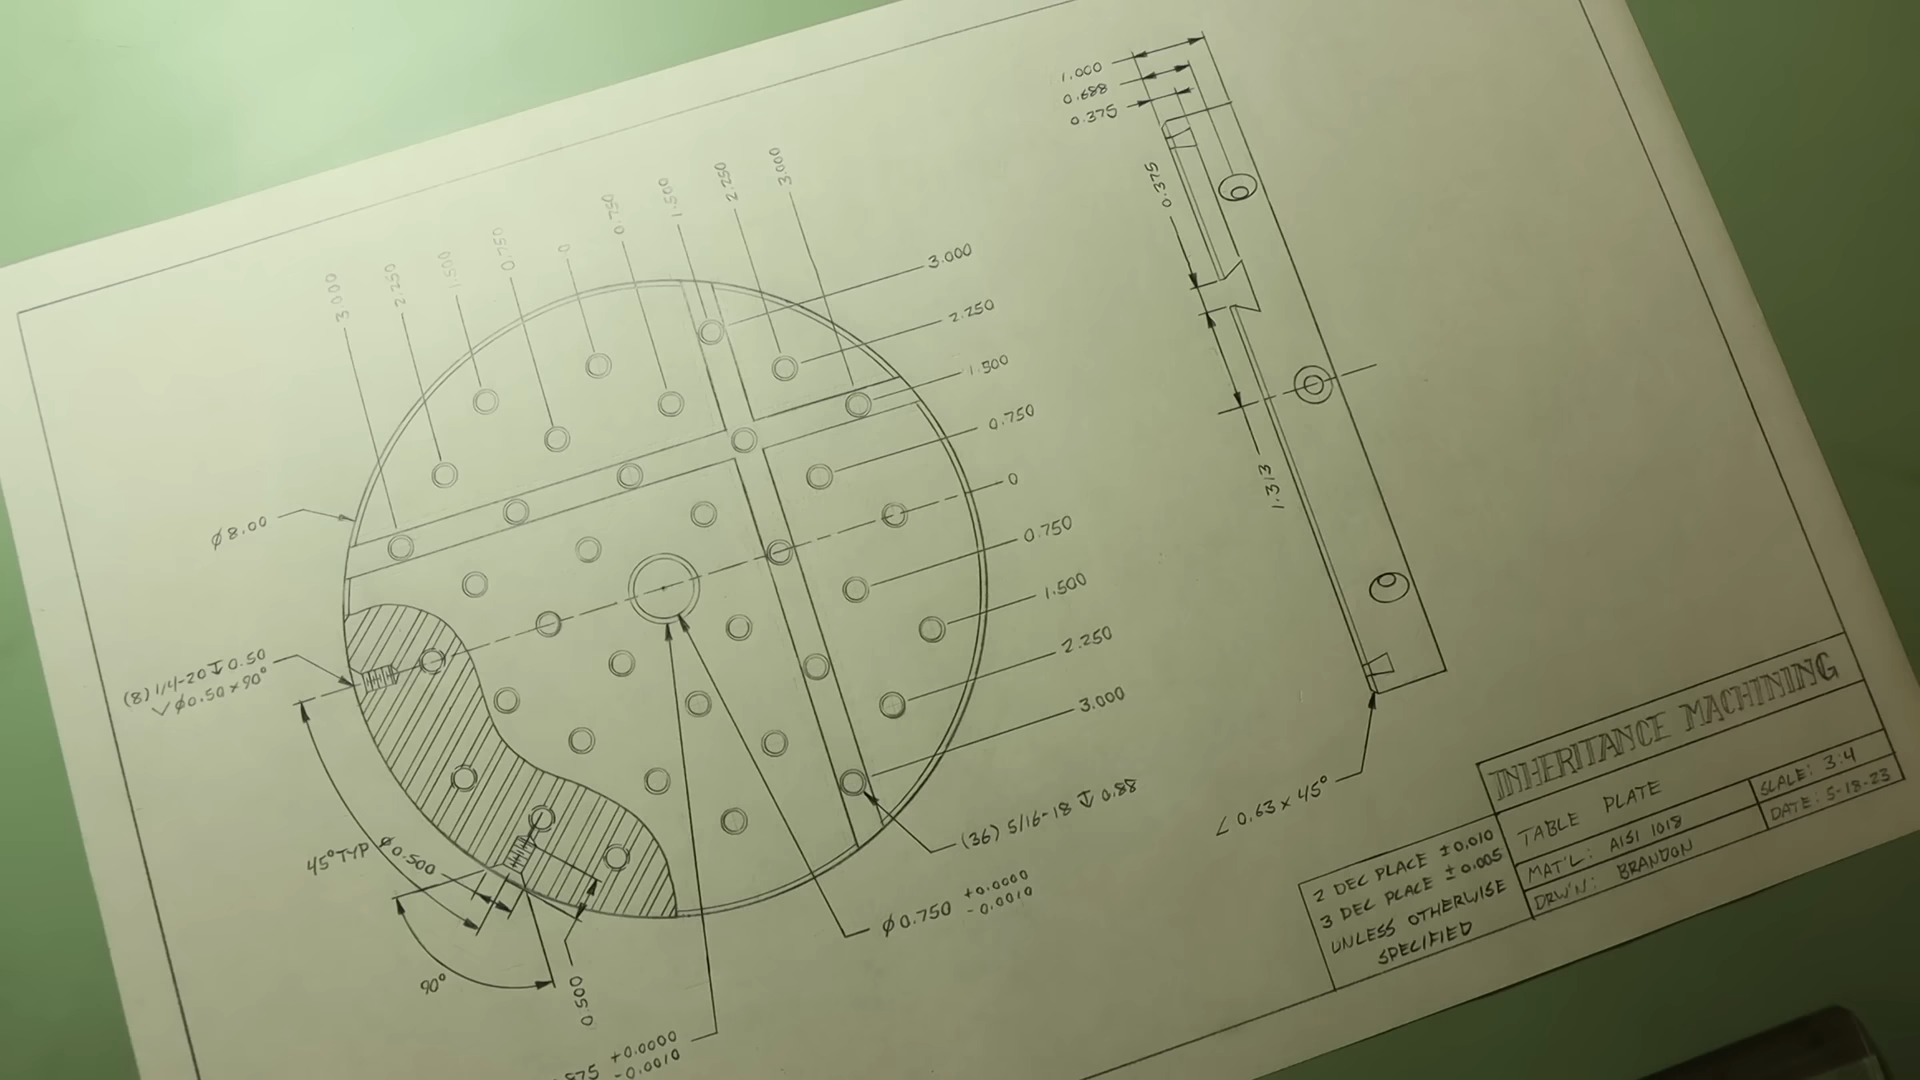 3.000
2.250
1.500
0.750
0
0.750
1.500
2.250
3.000
3.000
2.250
1.500
0.750
0
0.750
1.500
2.250
3.000
Ø8.00
(8) 1/4-20 ↧ 0.50
⌵ Ø0.50 × 90°
45° TYP
Ø0.500
90°
0.500
+0.0000
-0.0010
Ø0.750 +0.0000
-0.0010
(36) 5/16-18 ↧ 0.88
1.000
0.688
0.375
0.375
1.313
∠ 0.63 × 45°
2 DEC PLACE ±0.010
3 DEC PLACE ±0.005
UNLESS OTHERWISE
SPECIFIED
INHERITANCE MACHINING
TABLE PLATE
SCALE: 3:4
MAT'L: AISI 1018
DATE: 5-18-23
DRW'N: BRANDON